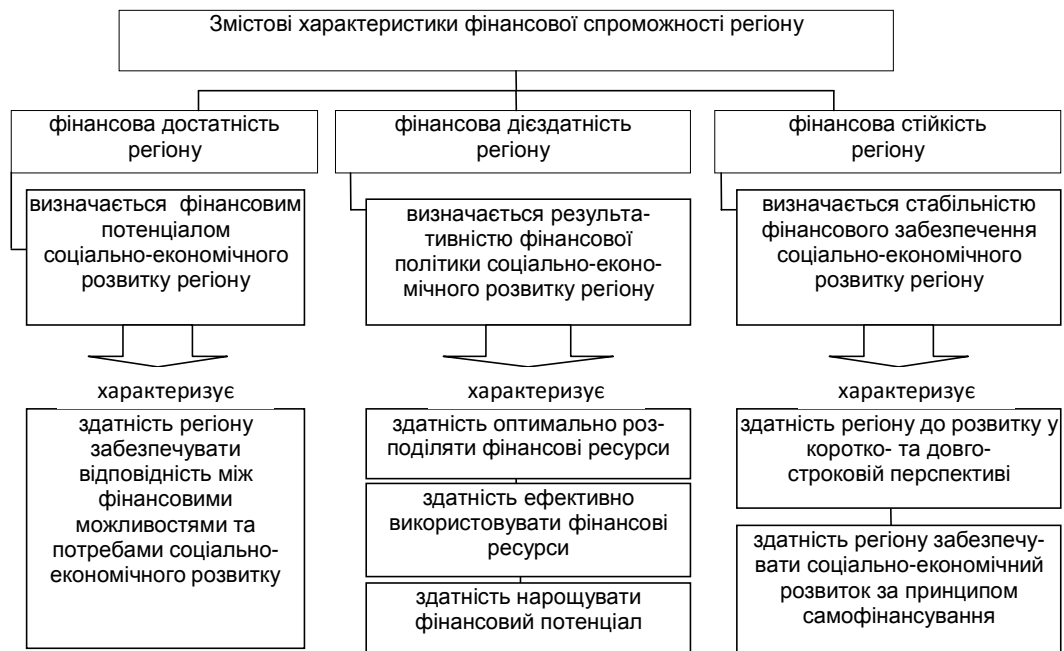 Змістові характеристики фінансової спроможності регіону
фінансова достатність
регіону
визначається фінансовим
потенціалом
соціально-економічного
розвитку регіону
характеризує
здатність регіону
забезпечувати
відповідність між
фінансовими
можливостями та
потребами соціально-
економічного розвитку
фінансова дієздатність
регіону
визначається результа-
тивністю фінансової
політики соціально-еконо-
мічного розвитку регіону
характеризує
здатність оптимально роз-
поділяти фінансові ресурси
здатність ефективно
використовувати фінансові
ресурси
здатність нарощувати
фінансовий потенціал
фінансова стійкість
регіону
визначається стабільністю
фінансового забезпечення
соціально-економічного
розвитку регіону
характеризує
здатність регіону до розвитку у
коротко- та довго-
строковій перспективі
здатність регіону забезпечу-
вати соціально-економічний
розвиток за принципом
самофінансування